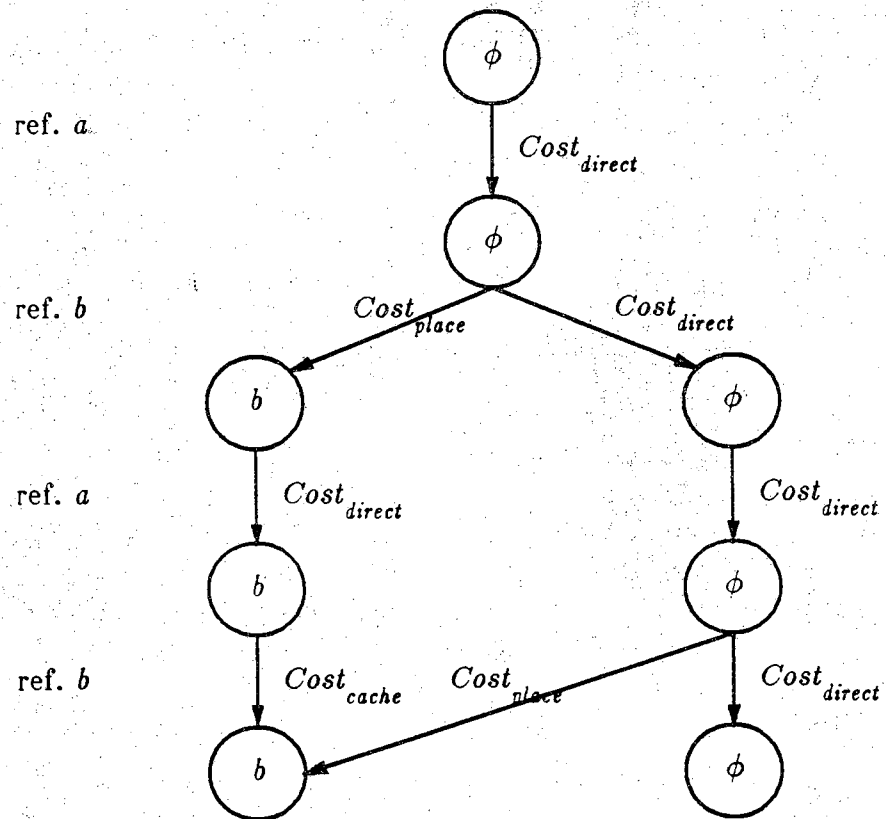 ϕ
ref. a
Cost_direct
ϕ
ref. b
Cost_place
Cost_direct
b
ϕ
ref. a
Cost_direct
Cost_direct
b
ϕ
ref. b
Cost_cache
Cost_place
Cost_direct
b
ϕ